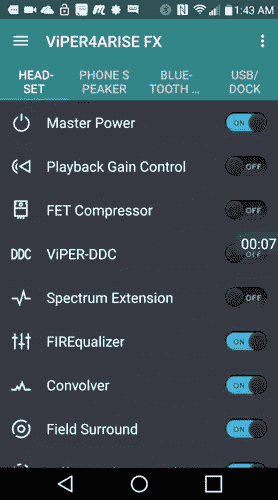 1:43 AM
ViPER4ARISE FX
HEAD-
SET
PHONE S
PEAKER
BLUE-
TOOTH ...
USB/
DOCK
Master Power
ON
Playback Gain Control
OFF
FET Compressor
OFF
00:07
DDC
ViPER-DDC
OFF
Spectrum Extension
OFF
FIREqualizer
ON
Convolver
ON
Field Surround
ON